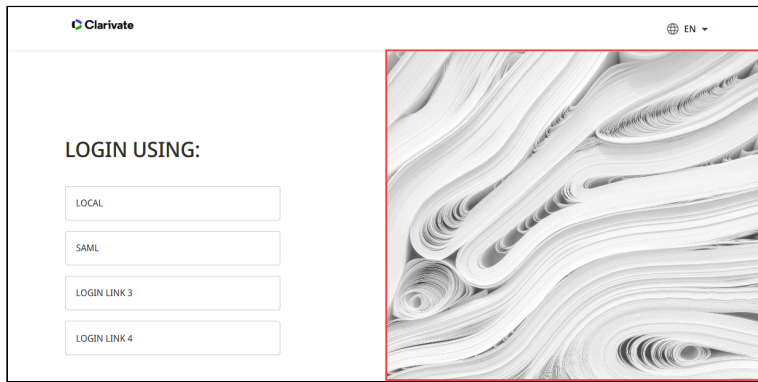 Clarivate
EN
LOGIN USING:
LOCAL
SAML
LOGIN LINK 3
LOGIN LINK 4